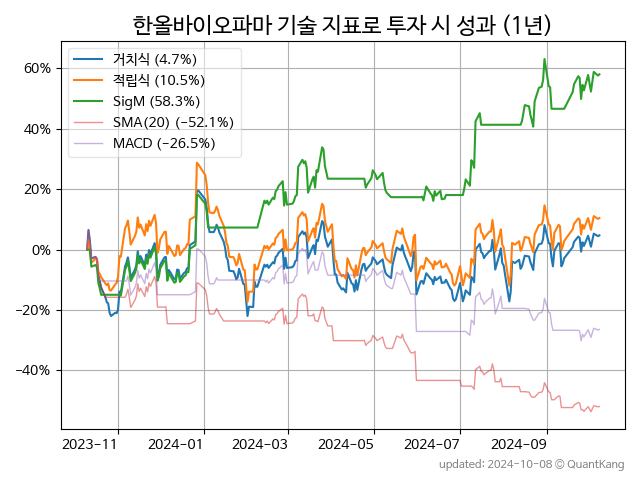 한올바이오파마 기술 지표로 투자 시 성과 (1년)
거치식 (4.7%)
적립식 (10.5%)
SigM (58.3%)
SMA(20) (−52.1%)
MACD (−26.5%)
60%
40%
20%
0%
−20%
−40%
2023-11 2024-01 2024-03 2024-05 2024-07 2024-09
updated: 2024-10-08 © QuantKang